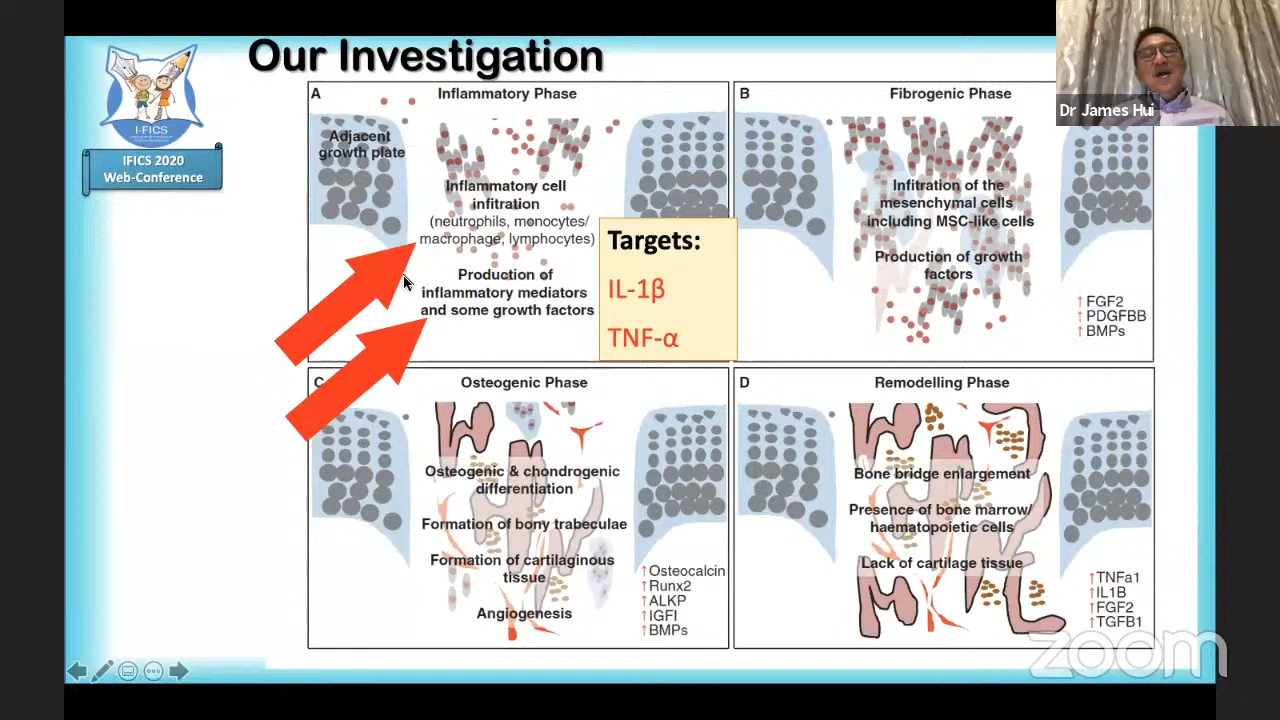 Our Investigation
I-FICS
IFICS 2020
Web-Conference
Dr James Hui
A
Inflammatory Phase
Adjacent
growth plate
Inflammatory cell
infitration
(neutrophils, monocytes/
macrophage, lymphocytes)
Production of
inflammatory mediators
and some growth factors
Targets:
IL-1β
TNF-α
B
Fibrogenic Phase
Infitration of the
mesenchymal cells
including MSC-like cells
Production of growth
factors
↑FGF2
↑PDGFBB
↑BMPs
C
Osteogenic Phase
Osteogenic & chondrogenic
differentiation
Formation of bony trabeculae
Formation of cartilaginous
tissue
Angiogenesis
↑Osteocalcin
↑Runx2
↑ALKP
↑IGFI
↑BMPs
D
Remodelling Phase
Bone bridge enlargement
Presence of bone marrow/
haematopoietic cells
Lack of cartilage tissue
↑TNFa1
↑IL1B
↑FGF2
↑TGFB1
zoom